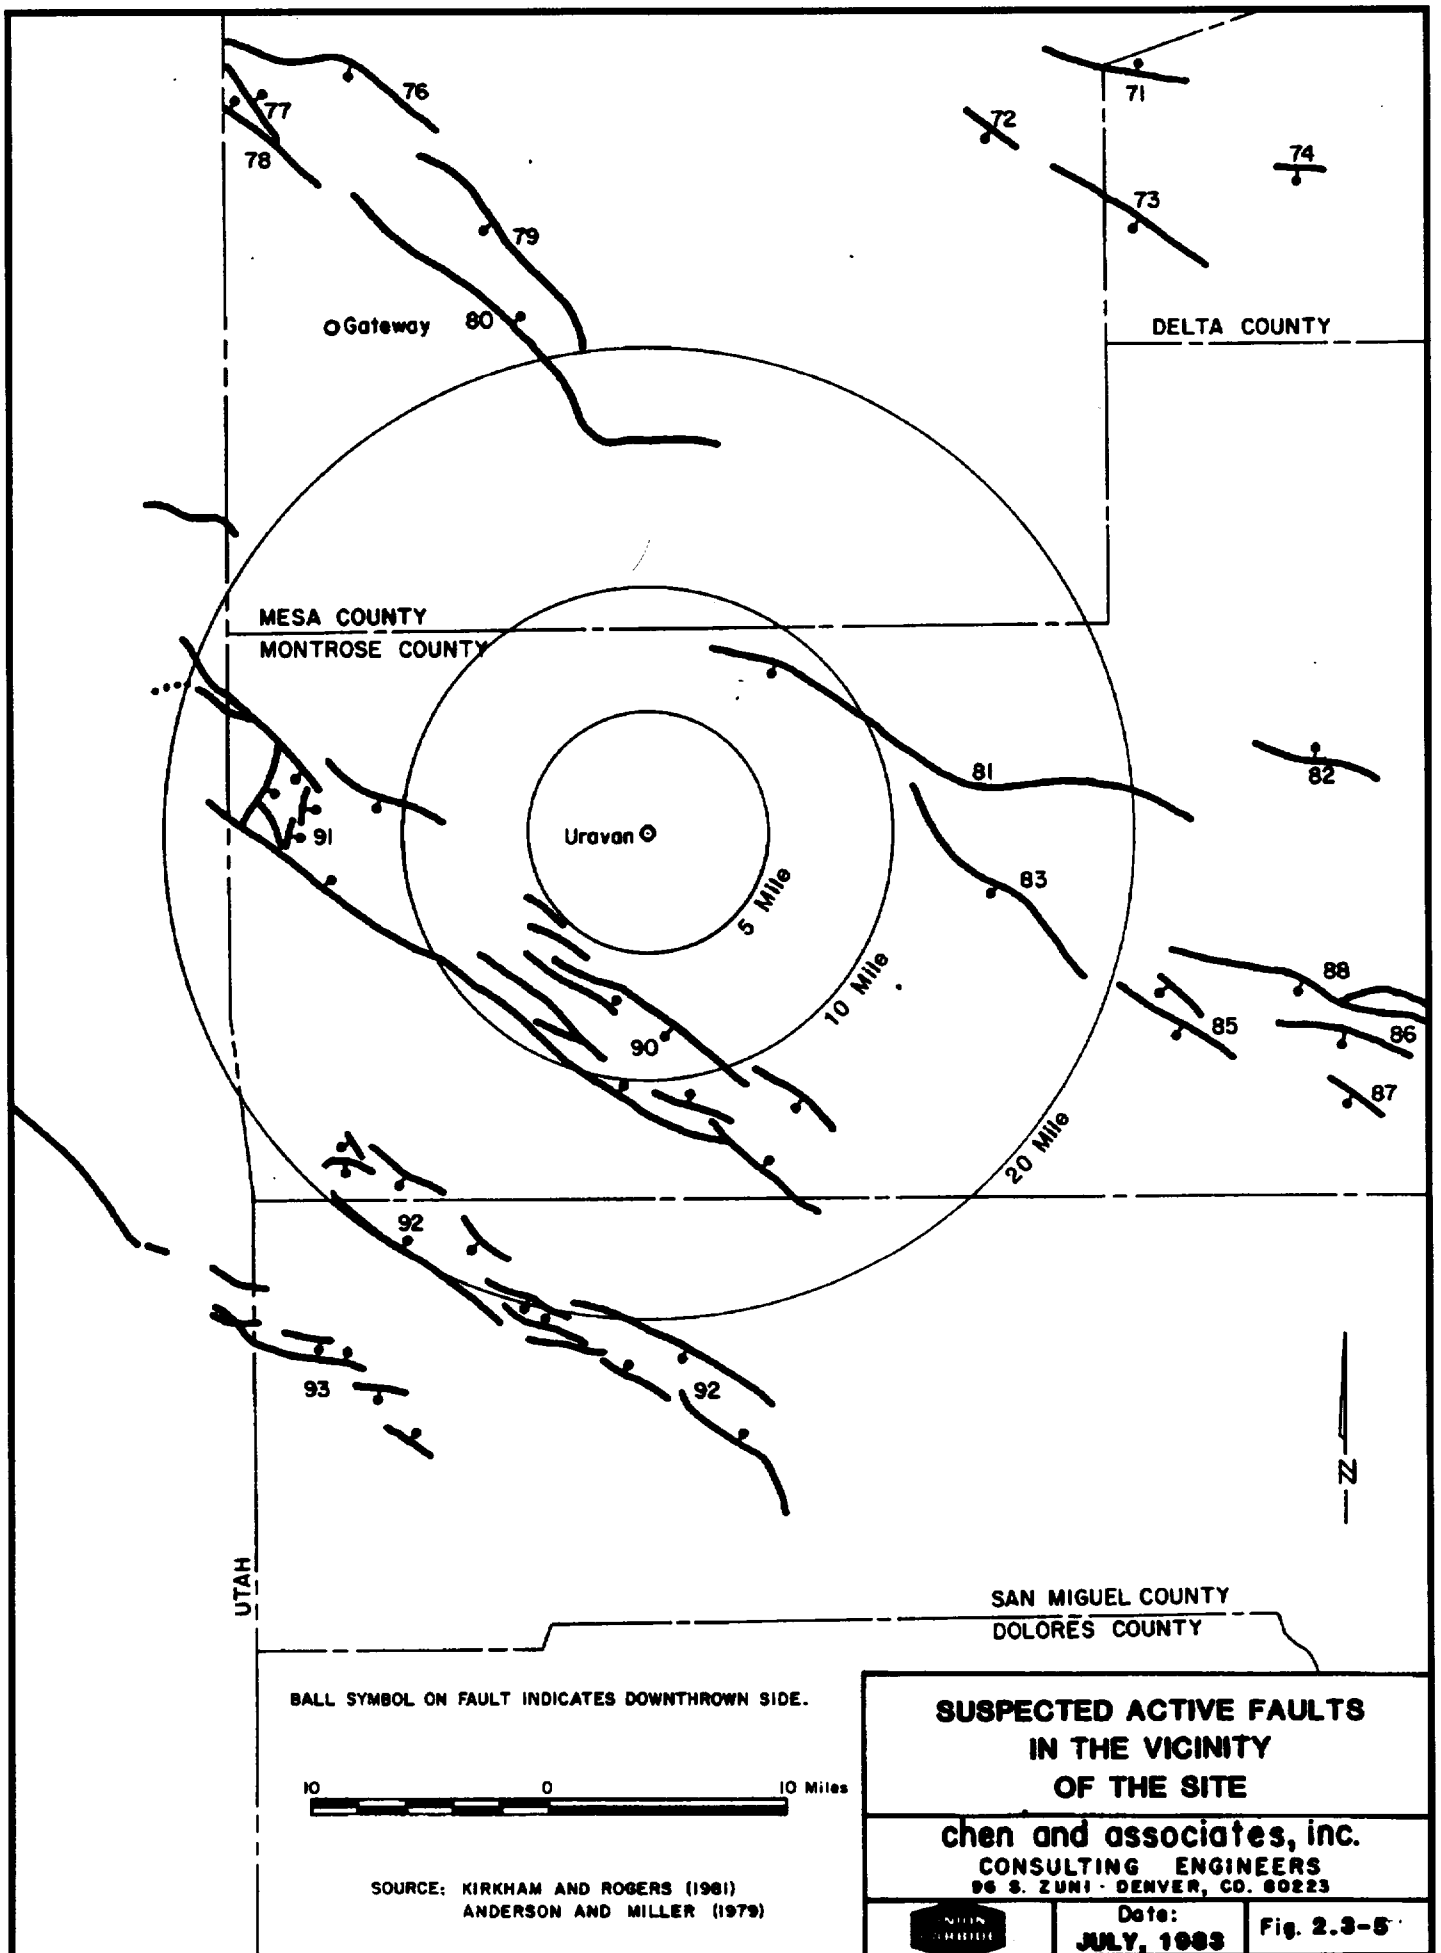 76
71
77
72
78
74
73
79
80
Gateway
DELTA COUNTY
MESA COUNTY
MONTROSE COUNTY
81
82
91
Uravan
83
5 Mile
88
10 Mile
85
86
90
87
20 Mile
92
93
92
N
UTAH
SAN MIGUEL COUNTY
DOLORES COUNTY
BALL SYMBOL ON FAULT INDICATES DOWNTHROWN SIDE.
10 0 10 Miles
SOURCE: KIRKHAM AND ROGERS (1981)
ANDERSON AND MILLER (1979)
SUSPECTED ACTIVE FAULTS
IN THE VICINITY
OF THE SITE
chen and associates, inc.
CONSULTING ENGINEERS
96 S. ZUNI · DENVER, CO. 80223
UNION
CARBIDE
Date:
JULY, 1983
Fig. 2.3-5